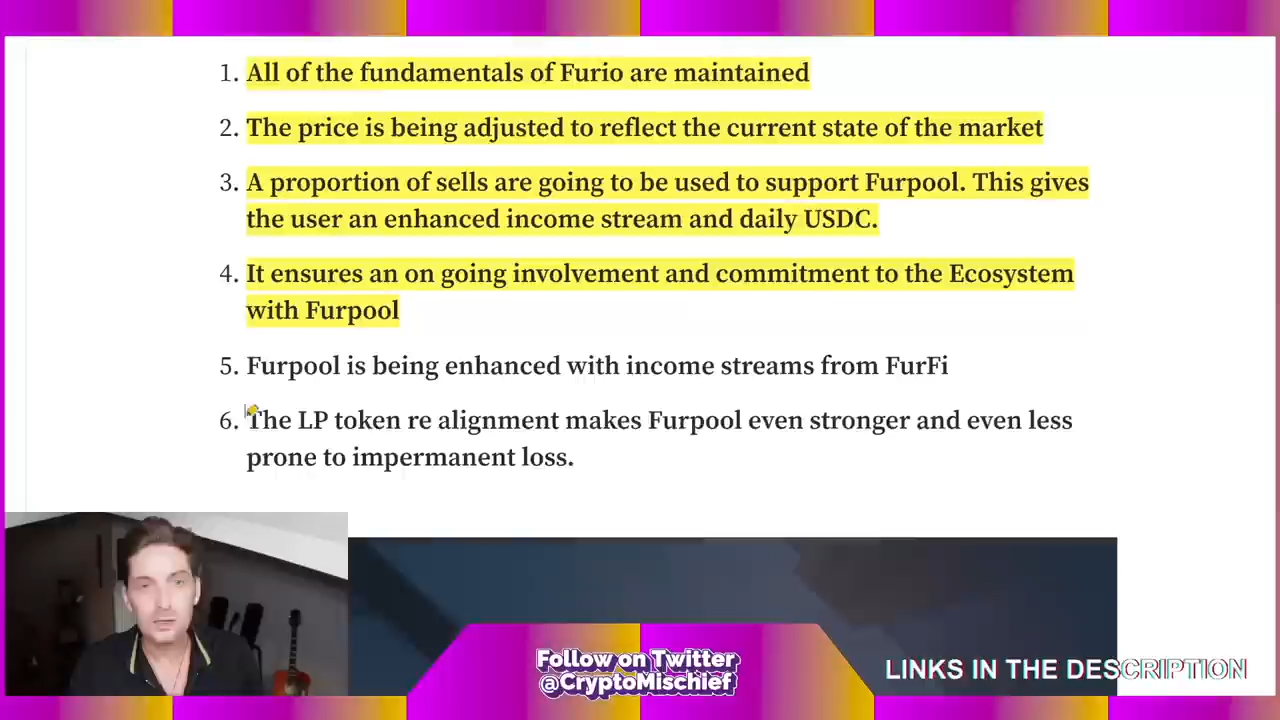 1. All of the fundamentals of Furio are maintained
2. The price is being adjusted to reflect the current state of the market
3. A proportion of sells are going to be used to support Furpool. This gives
the user an enhanced income stream and daily USDC.
4. It ensures an on going involvement and commitment to the Ecosystem
with Furpool
5. Furpool is being enhanced with income streams from FurFi
6. The LP token re alignment makes Furpool even stronger and even less
prone to impermanent loss.
Follow on Twitter
@CryptoMischief
LINKS IN THE DESCRIPTION